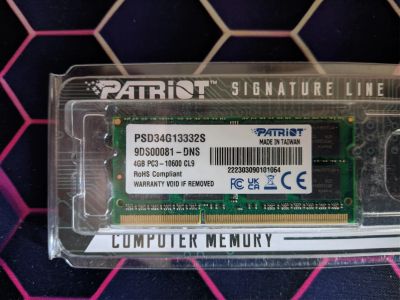 PATRIOT SIGNATURE LINE
PSD34G13332S
9DS00081-DNS
4GB PC3-10600 CL9
RoHS Compliant
WARRANTY VOID IF REMOVED
PATRIOT
MADE IN TAIWAN
222303090101064
FC CE UK CA
COMPUTER MEMORY